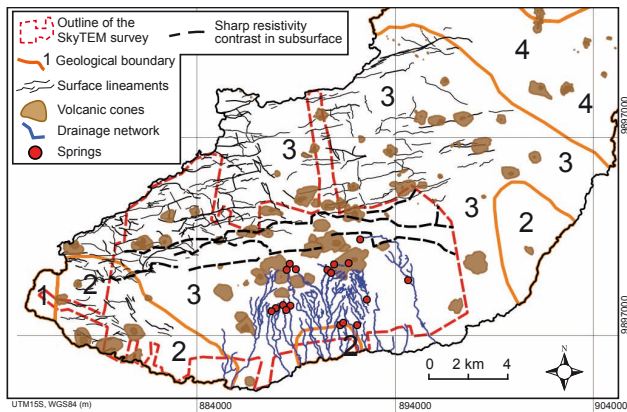 Outline of the
SkyTEM survey
Sharp resistivity
contrast in subsurface
1 Geological boundary
Surface lineaments
Volcanic cones
Drainage network
Springs
4
3
4
3
3
3
2
2
1
3
2
2
9897000
9897000
0 2 km 4
N
UTM15S, WGS84 (m)
884000
894000
904000